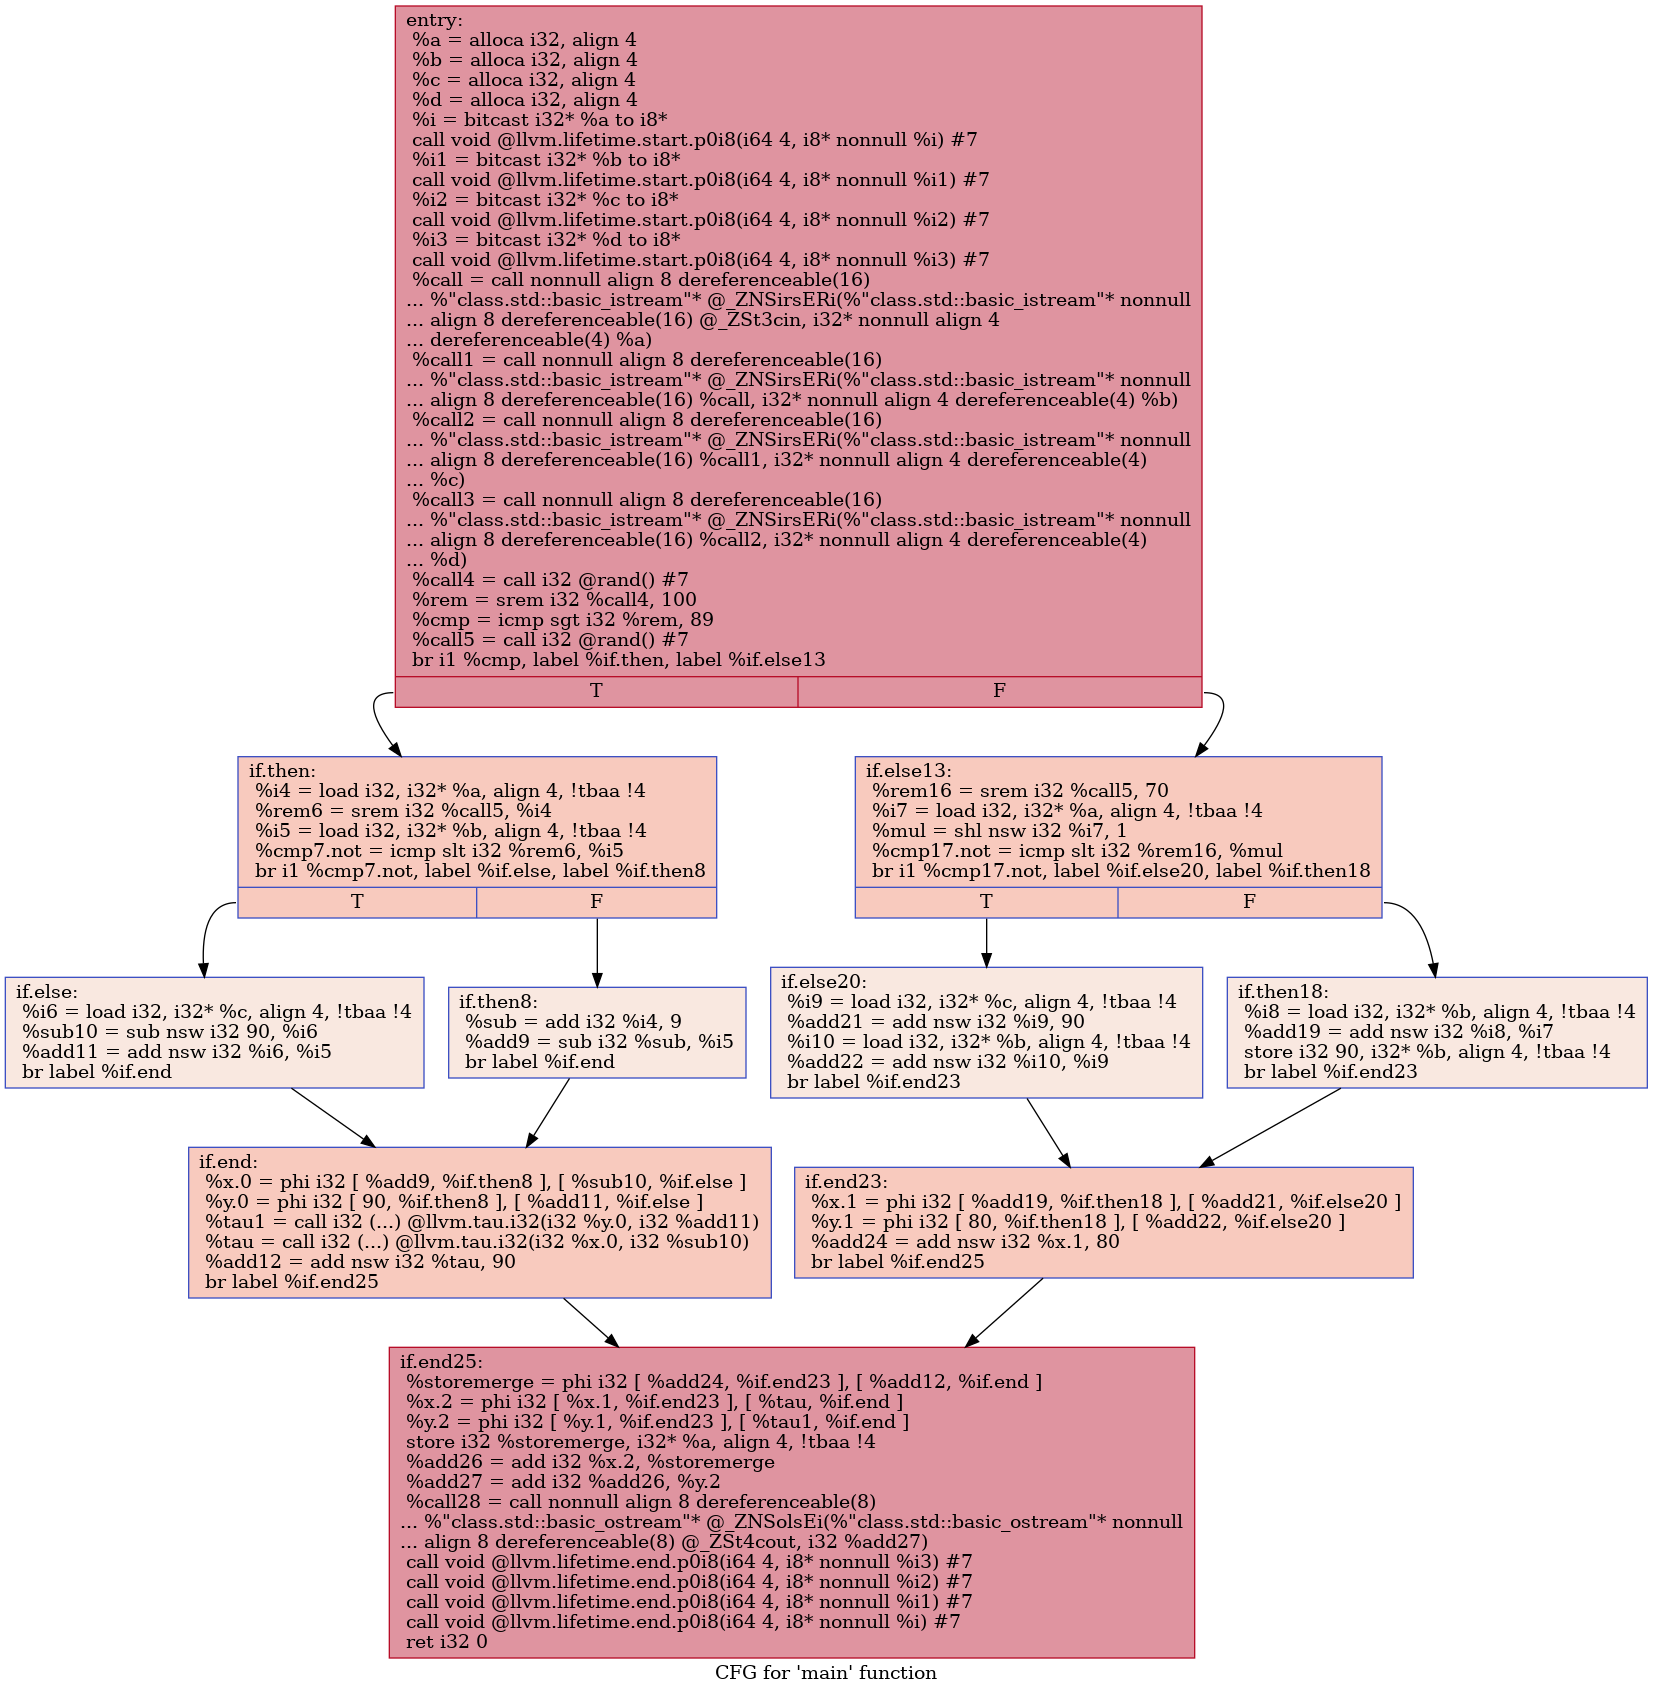 entry:
%a = alloca i32, align 4
%b = alloca i32, align 4
%c = alloca i32, align 4
%d = alloca i32, align 4
%i = bitcast i32* %a to i8*
call void @llvm.lifetime.start.p0i8(i64 4, i8* nonnull %i) #7
%i1 = bitcast i32* %b to i8*
call void @llvm.lifetime.start.p0i8(i64 4, i8* nonnull %i1) #7
%i2 = bitcast i32* %c to i8*
call void @llvm.lifetime.start.p0i8(i64 4, i8* nonnull %i2) #7
%i3 = bitcast i32* %d to i8*
call void @llvm.lifetime.start.p0i8(i64 4, i8* nonnull %i3) #7
%call = call nonnull align 8 dereferenceable(16)
... %"class.std::basic_istream"* @_ZNSirsERi(%"class.std::basic_istream"* nonnull
... align 8 dereferenceable(16) @_ZSt3cin, i32* nonnull align 4
... dereferenceable(4) %a)
%call1 = call nonnull align 8 dereferenceable(16)
... %"class.std::basic_istream"* @_ZNSirsERi(%"class.std::basic_istream"* nonnull
... align 8 dereferenceable(16) %call, i32* nonnull align 4 dereferenceable(4) %b)
%call2 = call nonnull align 8 dereferenceable(16)
... %"class.std::basic_istream"* @_ZNSirsERi(%"class.std::basic_istream"* nonnull
... align 8 dereferenceable(16) %call1, i32* nonnull align 4 dereferenceable(4)
... %c)
%call3 = call nonnull align 8 dereferenceable(16)
... %"class.std::basic_istream"* @_ZNSirsERi(%"class.std::basic_istream"* nonnull
... align 8 dereferenceable(16) %call2, i32* nonnull align 4 dereferenceable(4)
... %d)
%call4 = call i32 @rand() #7
%rem = srem i32 %call4, 100
%cmp = icmp sgt i32 %rem, 89
%call5 = call i32 @rand() #7
br i1 %cmp, label %if.then, label %if.else13
T
F
if.then:
%i4 = load i32, i32* %a, align 4, !tbaa !4
%rem6 = srem i32 %call5, %i4
%i5 = load i32, i32* %b, align 4, !tbaa !4
%cmp7.not = icmp slt i32 %rem6, %i5
br i1 %cmp7.not, label %if.else, label %if.then8
T
F
if.else13:
%rem16 = srem i32 %call5, 70
%i7 = load i32, i32* %a, align 4, !tbaa !4
%mul = shl nsw i32 %i7, 1
%cmp17.not = icmp slt i32 %rem16, %mul
br i1 %cmp17.not, label %if.else20, label %if.then18
T
F
if.else:
%i6 = load i32, i32* %c, align 4, !tbaa !4
%sub10 = sub nsw i32 90, %i6
%add11 = add nsw i32 %i6, %i5
br label %if.end
if.then8:
%sub = add i32 %i4, 9
%add9 = sub i32 %sub, %i5
br label %if.end
if.else20:
%i9 = load i32, i32* %c, align 4, !tbaa !4
%add21 = add nsw i32 %i9, 90
%i10 = load i32, i32* %b, align 4, !tbaa !4
%add22 = add nsw i32 %i10, %i9
br label %if.end23
if.then18:
%i8 = load i32, i32* %b, align 4, !tbaa !4
%add19 = add nsw i32 %i8, %i7
store i32 90, i32* %b, align 4, !tbaa !4
br label %if.end23
if.end:
%x.0 = phi i32 [ %add9, %if.then8 ], [ %sub10, %if.else ]
%y.0 = phi i32 [ 90, %if.then8 ], [ %add11, %if.else ]
%tau1 = call i32 (...) @llvm.tau.i32(i32 %y.0, i32 %add11)
%tau = call i32 (...) @llvm.tau.i32(i32 %x.0, i32 %sub10)
%add12 = add nsw i32 %tau, 90
br label %if.end25
if.end23:
%x.1 = phi i32 [ %add19, %if.then18 ], [ %add21, %if.else20 ]
%y.1 = phi i32 [ 80, %if.then18 ], [ %add22, %if.else20 ]
%add24 = add nsw i32 %x.1, 80
br label %if.end25
if.end25:
%storemerge = phi i32 [ %add24, %if.end23 ], [ %add12, %if.end ]
%x.2 = phi i32 [ %x.1, %if.end23 ], [ %tau, %if.end ]
%y.2 = phi i32 [ %y.1, %if.end23 ], [ %tau1, %if.end ]
store i32 %storemerge, i32* %a, align 4, !tbaa !4
%add26 = add i32 %x.2, %storemerge
%add27 = add i32 %add26, %y.2
%call28 = call nonnull align 8 dereferenceable(8)
... %"class.std::basic_ostream"* @_ZNSolsEi(%"class.std::basic_ostream"* nonnull
... align 8 dereferenceable(8) @_ZSt4cout, i32 %add27)
call void @llvm.lifetime.end.p0i8(i64 4, i8* nonnull %i3) #7
call void @llvm.lifetime.end.p0i8(i64 4, i8* nonnull %i2) #7
call void @llvm.lifetime.end.p0i8(i64 4, i8* nonnull %i1) #7
call void @llvm.lifetime.end.p0i8(i64 4, i8* nonnull %i) #7
ret i32 0
CFG for 'main' function